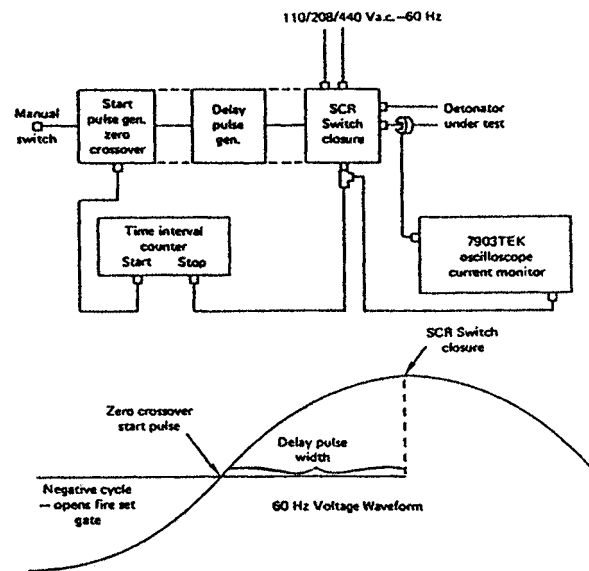 110/208/440 Va.c. –60 Hz
Manual
switch
Start
pulse gen.
zero
crossover
Delay
pulse
gen.
SCR
Switch
closure
Detonator
under test
Time interval
counter
Start Stop
7903TEK
oscilloscope
current monitor
SCR Switch
closure
Zero crossover
start pulse
Delay pulse
width
Negative cycle
– opens fire set
gate
60 Hz Voltage Waveform